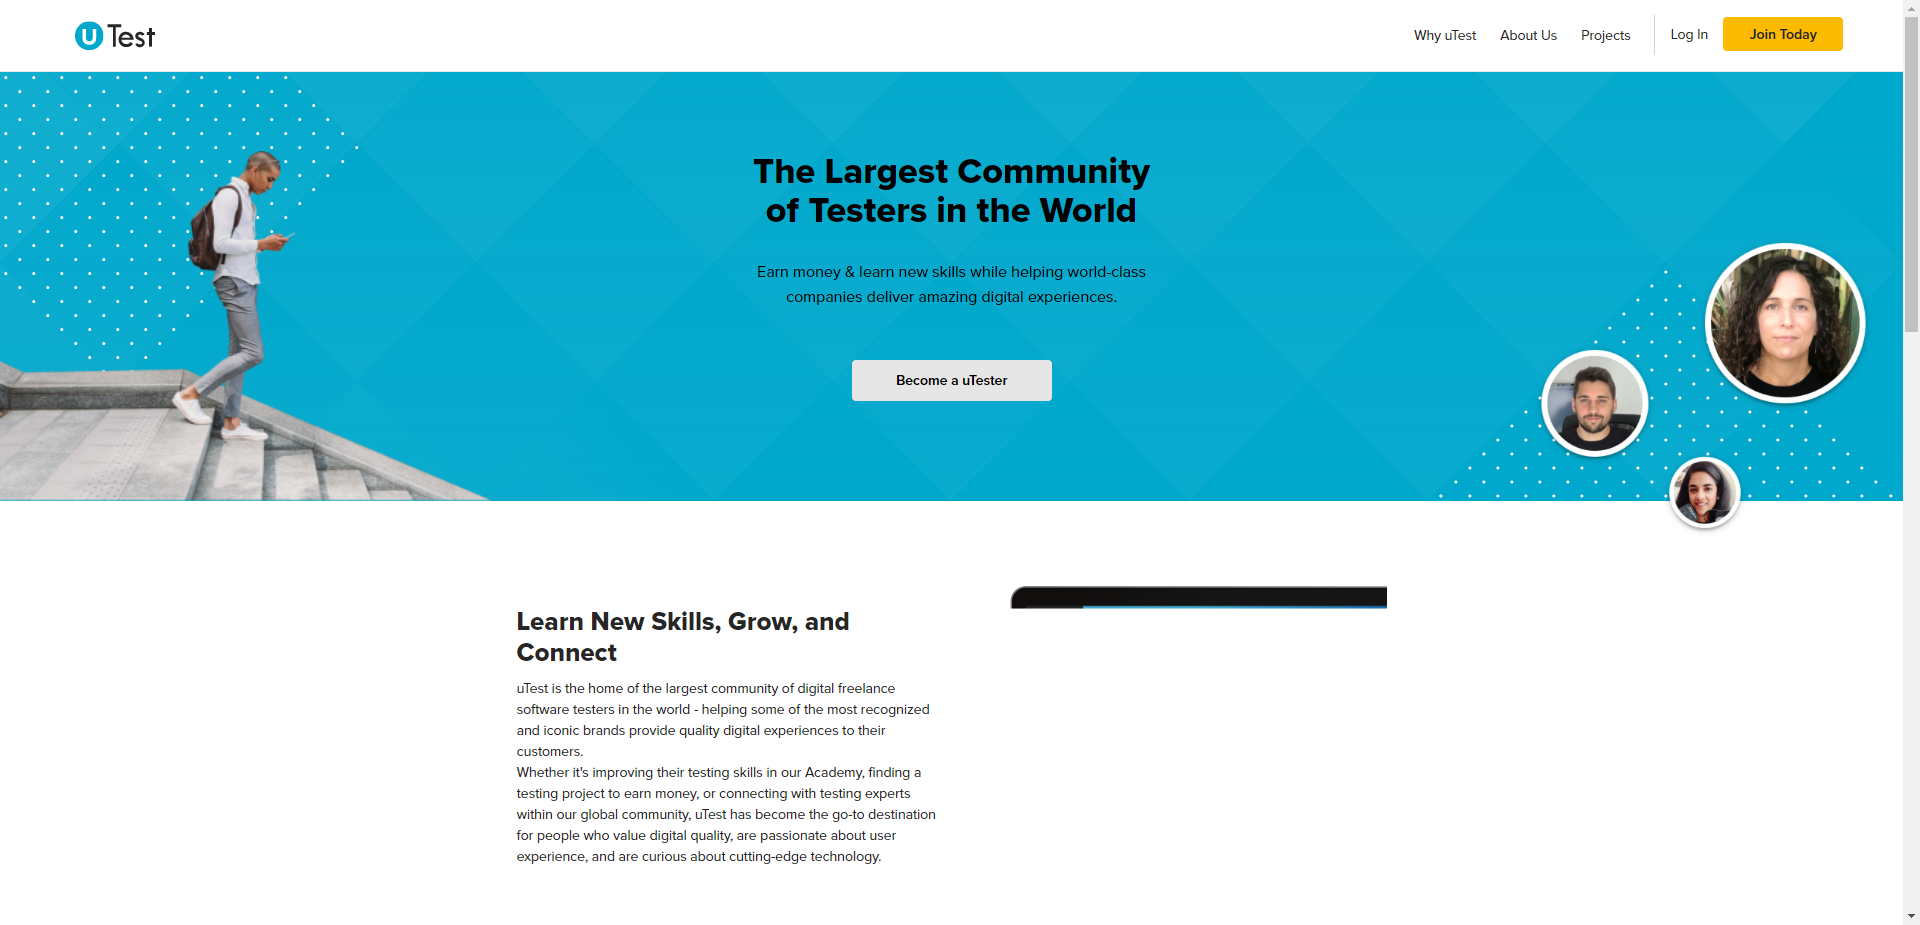 uTest
Why uTest
About Us
Projects
Log In
Join Today
The Largest Community
of Testers in the World
Earn money & learn new skills while helping world-class
companies deliver amazing digital experiences.
Become a uTester
Learn New Skills, Grow, and
Connect
uTest is the home of the largest community of digital freelance
software testers in the world - helping some of the most recognized
and iconic brands provide quality digital experiences to their
customers.
Whether it's improving their testing skills in our Academy, finding a
testing project to earn money, or connecting with testing experts
within our global community, uTest has become the go-to destination
for people who value digital quality, are passionate about user
experience, and are curious about cutting-edge technology.